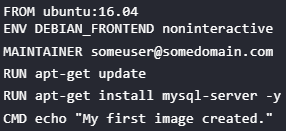 FROM ubuntu:16.04
ENV DEBIAN_FRONTEND noninteractive
MAINTAINER someuser@somedomain.com
RUN apt-get update
RUN apt-get install mysql-server -y
CMD echo "My first image created."